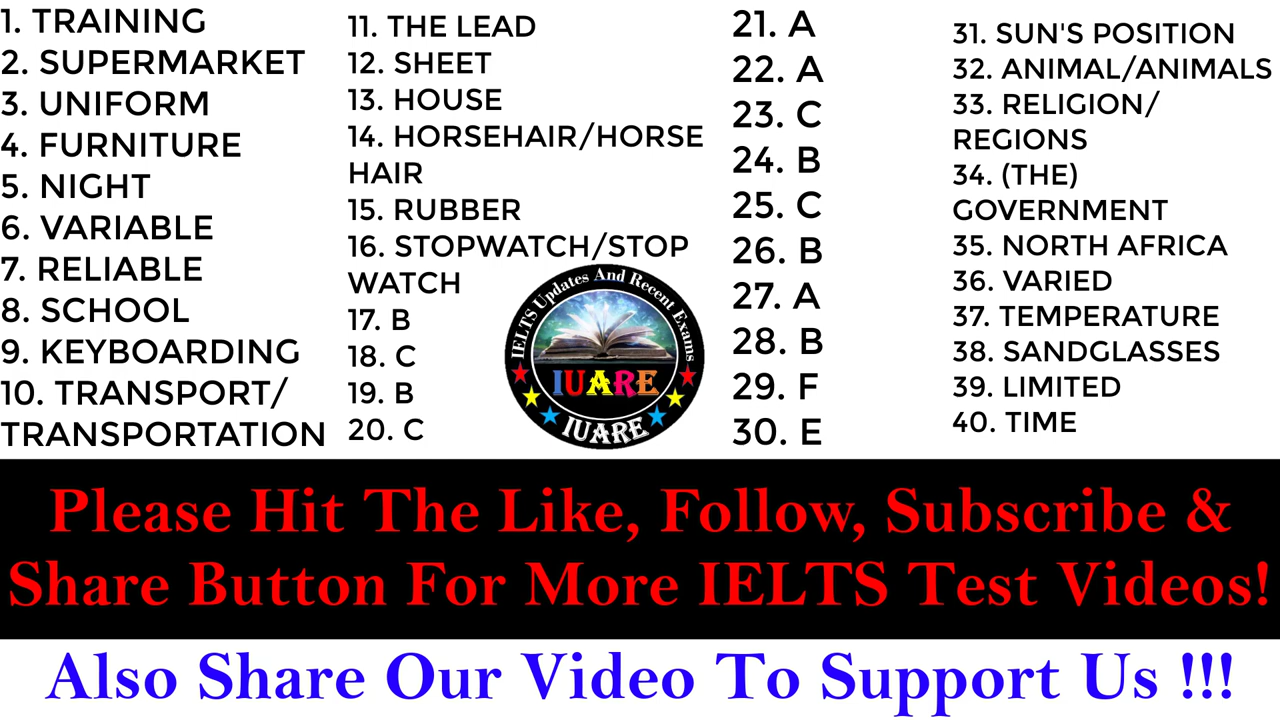 1. TRAINING
2. SUPERMARKET
3. UNIFORM
4. FURNITURE
5. NIGHT
6. VARIABLE
7. RELIABLE
8. SCHOOL
9. KEYBOARDING
10. TRANSPORT/
TRANSPORTATION
11. THE LEAD
12. SHEET
13. HOUSE
14. HORSEHAIR/HORSE
HAIR
15. RUBBER
16. STOPWATCH/STOP
WATCH
17. B
18. C
19. B
20. C
IELTS Updates And Recent Exams
IUARE
IUARE
21. A
22. A
23. C
24. B
25. C
26. B
27. A
28. B
29. F
30. E
31. SUN'S POSITION
32. ANIMAL/ANIMALS
33. RELIGION/
REGIONS
34. (THE)
GOVERNMENT
35. NORTH AFRICA
36. VARIED
37. TEMPERATURE
38. SANDGLASSES
39. LIMITED
40. TIME
Please Hit The Like, Follow, Subscribe &
Share Button For More IELTS Test Videos!
Also Share Our Video To Support Us !!!